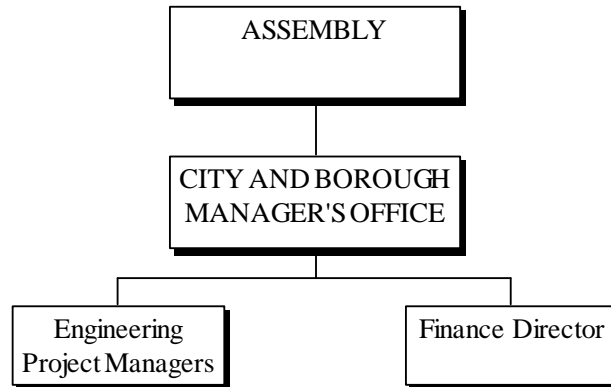 ASSEMBLY
CITY AND BOROUGH
MANAGER'S OFFICE
Engineering
Project Managers
Finance Director